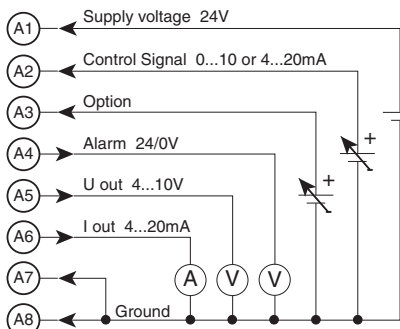 A1 Supply voltage 24V
A2 Control Signal 0...10 or 4...20mA
A3 Option
+
+
A4 Alarm 24/0V
A5 U out 4...10V
A6 I out 4...20mA
A7 A V V
A8 Ground